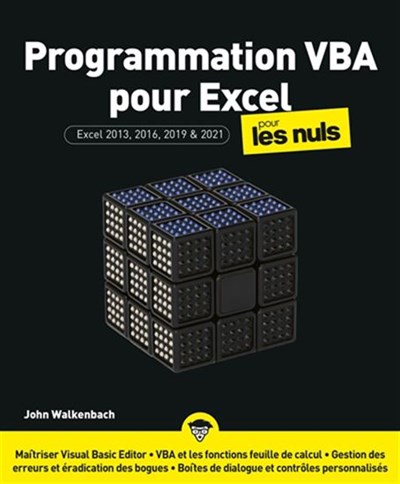 Programmation VBA
pour Excel
Excel 2013, 2016, 2019 & 2021
pour
les nuls
John Walkenbach
Maîtriser Visual Basic Editor • VBA et les fonctions feuille de calcul • Gestion des
erreurs et éradication des bogues • Boîtes de dialogue et contrôles personnalisés